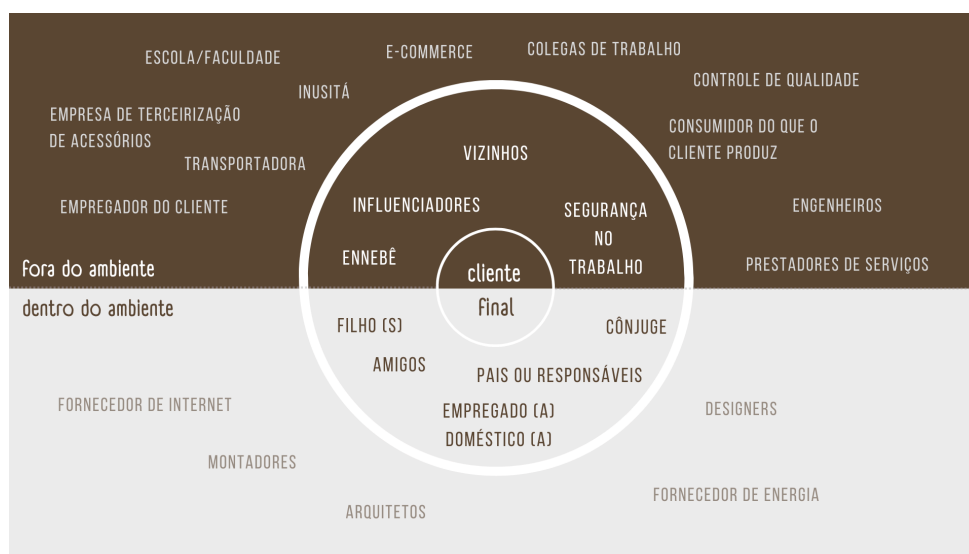 ESCOLA/FACULDADE
E-COMMERCE
COLEGAS DE TRABALHO
CONTROLE DE QUALIDADE
INUSITÁ
EMPRESA DE TERCEIRIZAÇÃO
DE ACESSÓRIOS
CONSUMIDOR DO QUE O
CLIENTE PRODUZ
VIZINHOS
TRANSPORTADORA
EMPREGADOR DO CLIENTE
INFLUENCIADORES
SEGURANÇA
NO
TRABALHO
ENGENHEIROS
ENNEBÊ
PRESTADORES DE SERVIÇOS
fora do ambiente
cliente
final
dentro do ambiente
FILHO (S)
CÔNJUGE
AMIGOS
PAIS OU RESPONSÁVEIS
EMPREGADO (A)
DOMÉSTICO (A)
FORNECEDOR DE INTERNET
DESIGNERS
MONTADORES
FORNECEDOR DE ENERGIA
ARQUITETOS